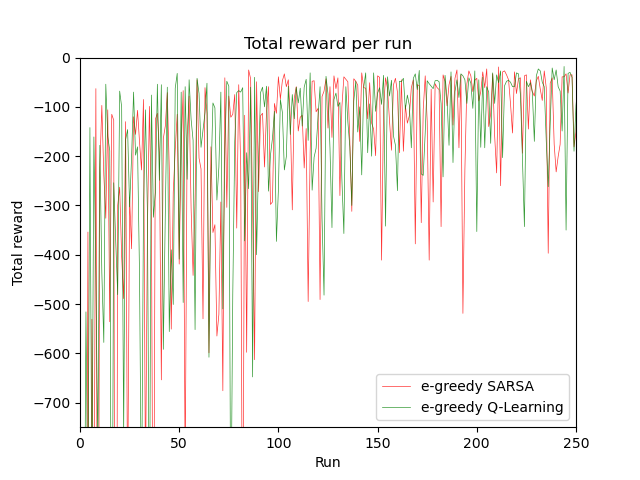 Total reward per run
Total reward
0
−100
−200
−300
−400
−500
−600
−700
0 50 100 150 200 250
Run
e-greedy SARSA
e-greedy Q-Learning